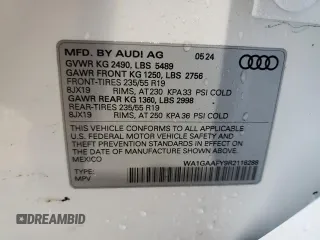 MFD. BY AUDI AG 05 24
GVWR KG 2490, LBS 5489
GAWR FRONT KG 1250, LBS 2756
FRONT-TIRES 235/55 R19
8JX19 RIMS, AT 230 KPA 33 PSI COLD
GAWR REAR KG 1360, LBS 2998
REAR-TIRES 235/55 R19
8JX19 RIMS, AT 250 KPA 36 PSI COLD
THIS VEHICLE CONFORMS TO ALL APPLICABLE
U.S. FEDERAL MOTOR VEHICLE SAFETY AND
THEFT PREVENTION STANDARDS IN EFFECT
ON THE DATE OF MANUFACTURE SHOWN ABOVE.
MEXICO WA1GAAFY9R2116288
TYPE:
MPV
DREAMBID